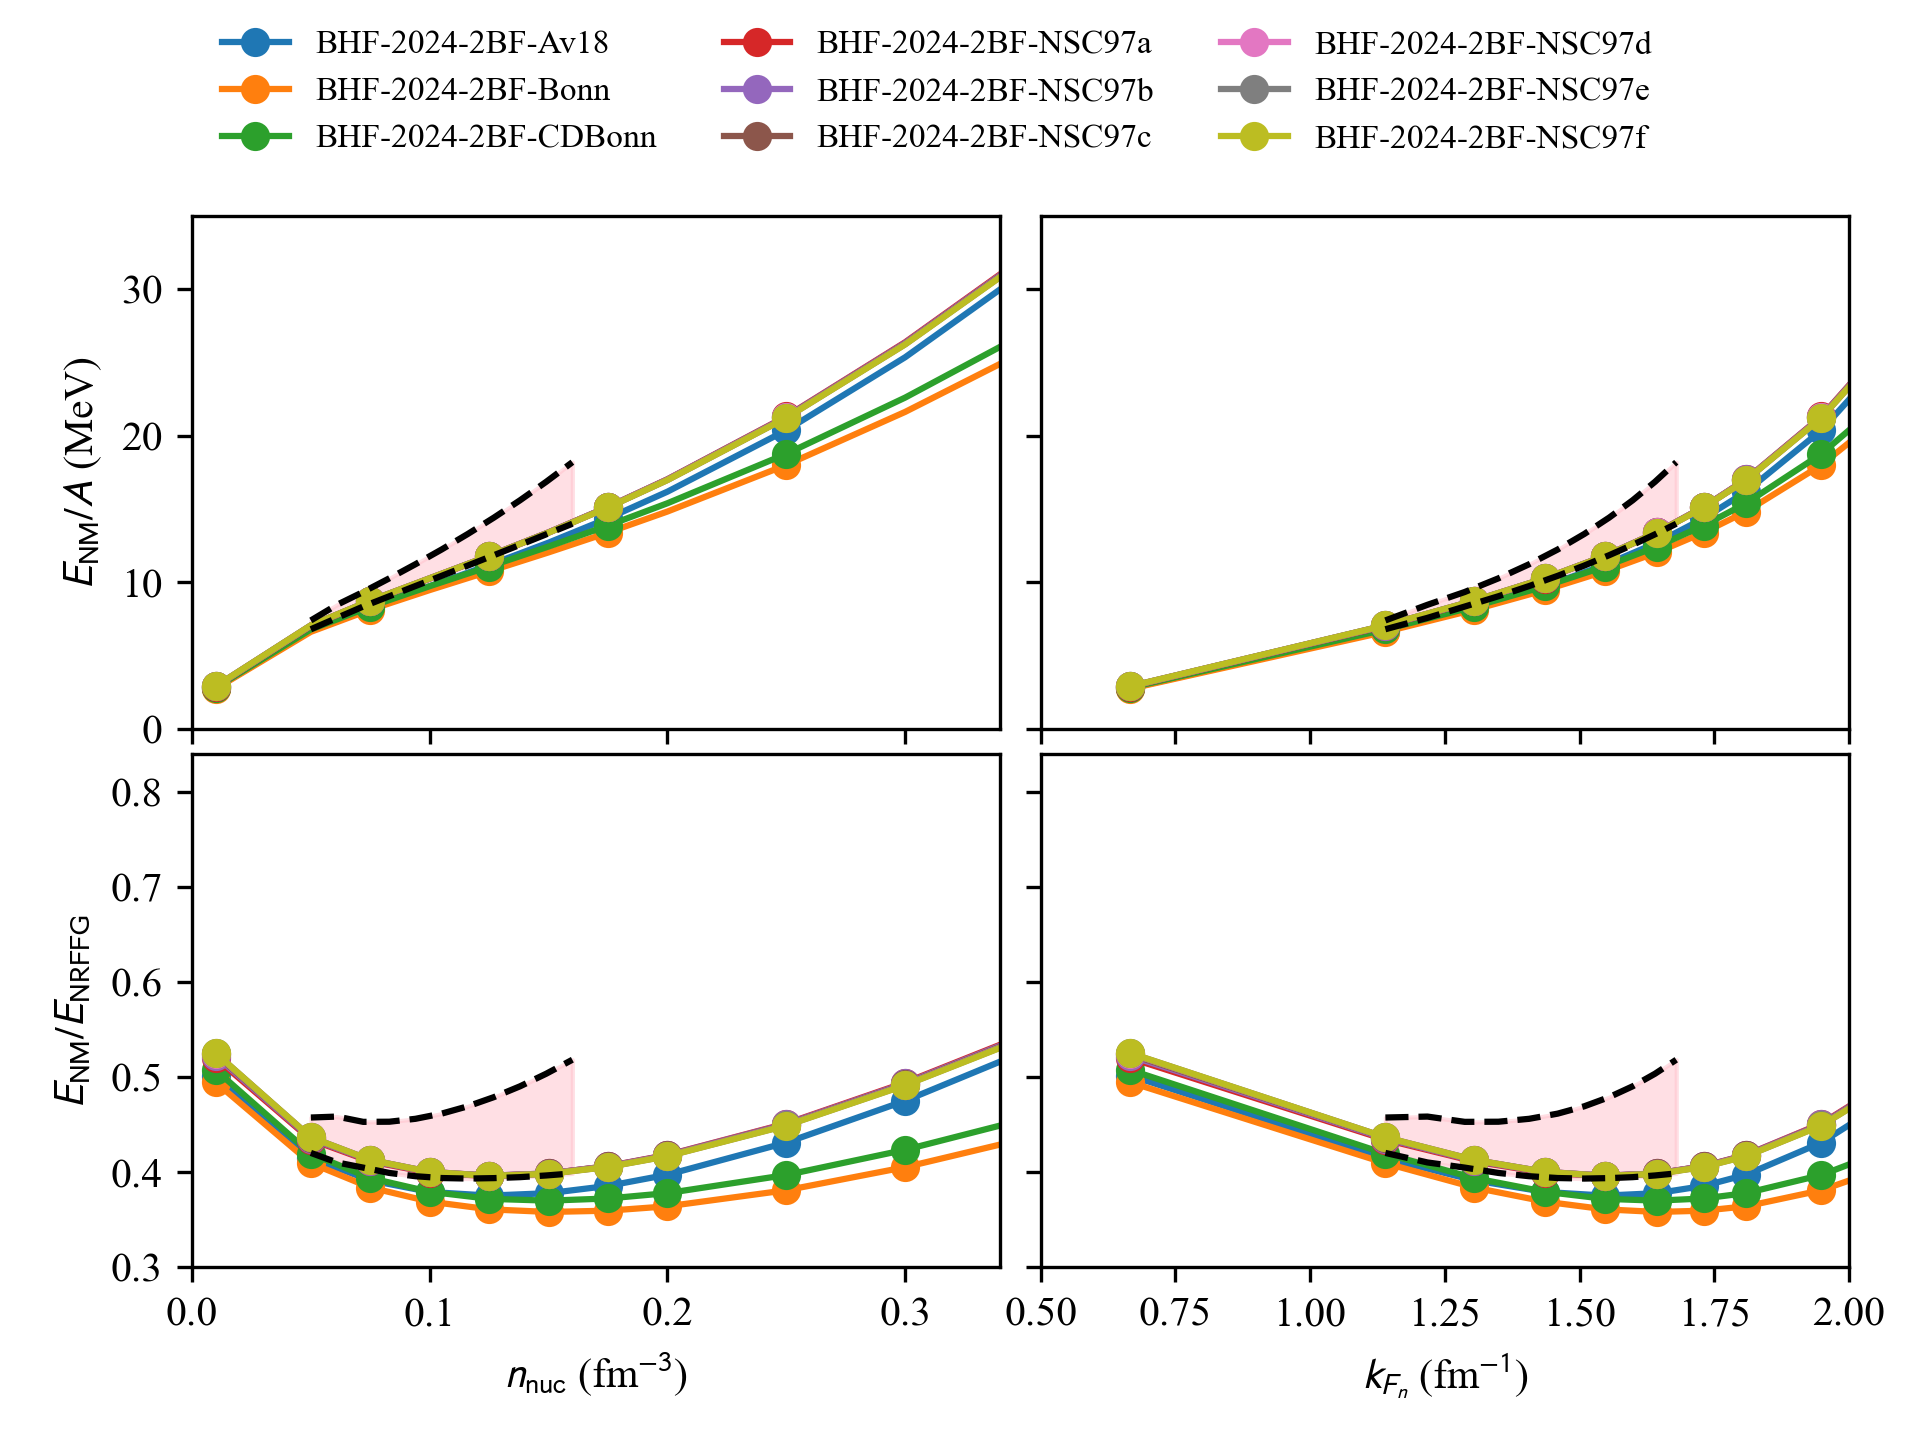 BHF-2024-2BF-Av18 BHF-2024-2BF-NSC97a BHF-2024-2BF-NSC97d
BHF-2024-2BF-Bonn BHF-2024-2BF-NSC97b BHF-2024-2BF-NSC97e
BHF-2024-2BF-CDBonn BHF-2024-2BF-NSC97c BHF-2024-2BF-NSC97f
E_NM/A (MeV)
30
20
10
0
E_NM/E_NRFFG
0.8
0.7
0.6
0.5
0.4
0.3
0.0 0.1 0.2 0.3
0.50 0.75 1.00 1.25 1.50 1.75 2.00
n_nuc (fm⁻³)
k_{F_n} (fm⁻¹)